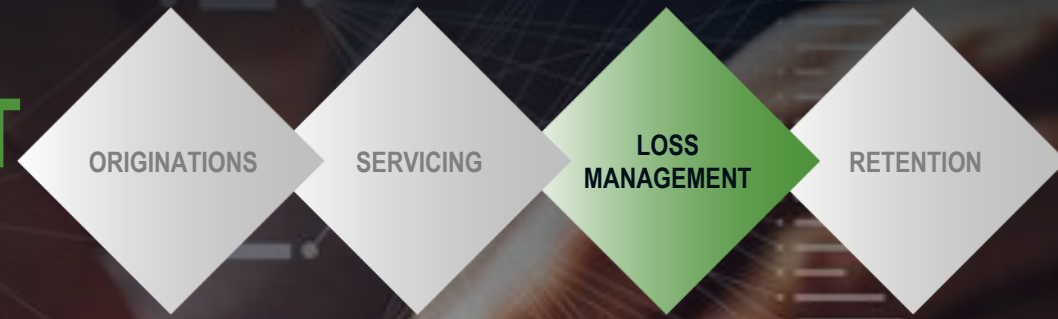 T
ORIGINATIONS
SERVICING
LOSS
MANAGEMENT
RETENTION